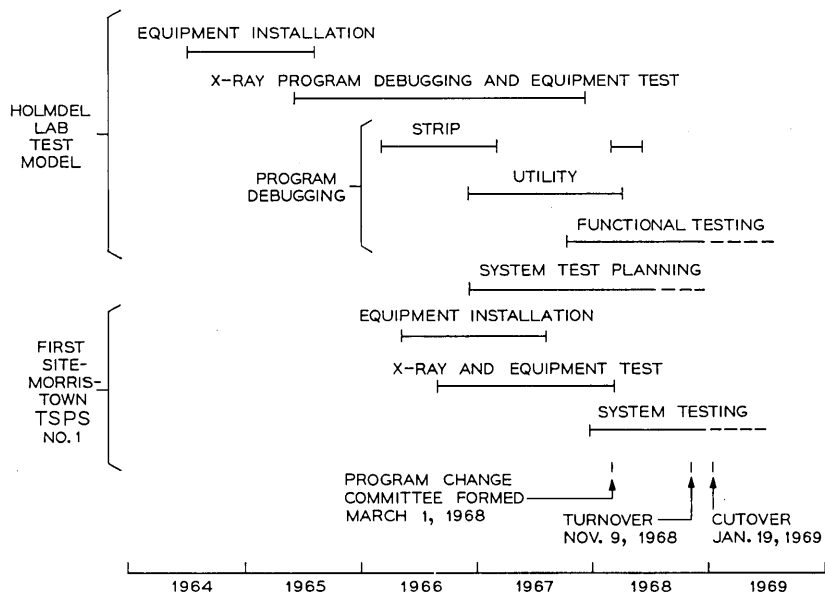 EQUIPMENT INSTALLATION
X-RAY PROGRAM DEBUGGING AND EQUIPMENT TEST
HOLMDEL
LAB
TEST
MODEL
STRIP
PROGRAM
DEBUGGING
UTILITY
FUNCTIONAL TESTING
SYSTEM TEST PLANNING
EQUIPMENT INSTALLATION
FIRST
SITE-
MORRIS-
TOWN
TSPS
NO. 1
X-RAY AND EQUIPMENT TEST
SYSTEM TESTING
PROGRAM CHANGE
COMMITTEE FORMED
MARCH 1, 1968
TURNOVER
NOV. 9, 1968
CUTOVER
JAN. 19, 1969
1964 1965 1966 1967 1968 1969